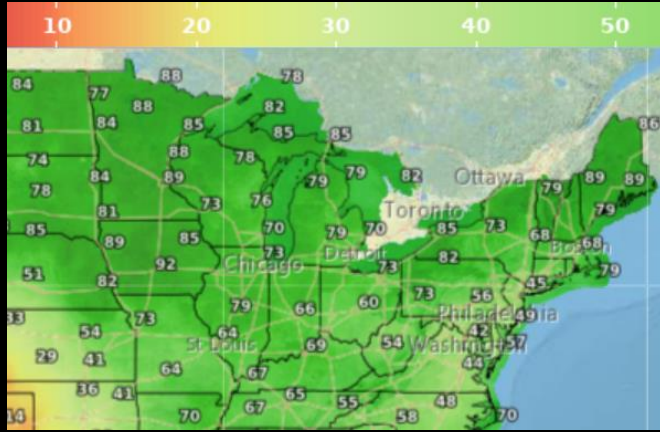 10 20 30 40 50
88 78
84 77 88 82
81 84 85 85 85 86
74 88 78
78 84 89 79 79 82 Ottawa 79 89 89
81 73 76 Toronto 79
85 89 85 70 79 70 85 73 68 68
92 73 Chicago Detroit 73 82 79
51 82 73 56 45
33 73 79 66 60 Philadelphia 49
54 64 42
29 41 64 St Louis 69 54 Washington
67 44
36 41 65 48
14 70 67 55 58 70